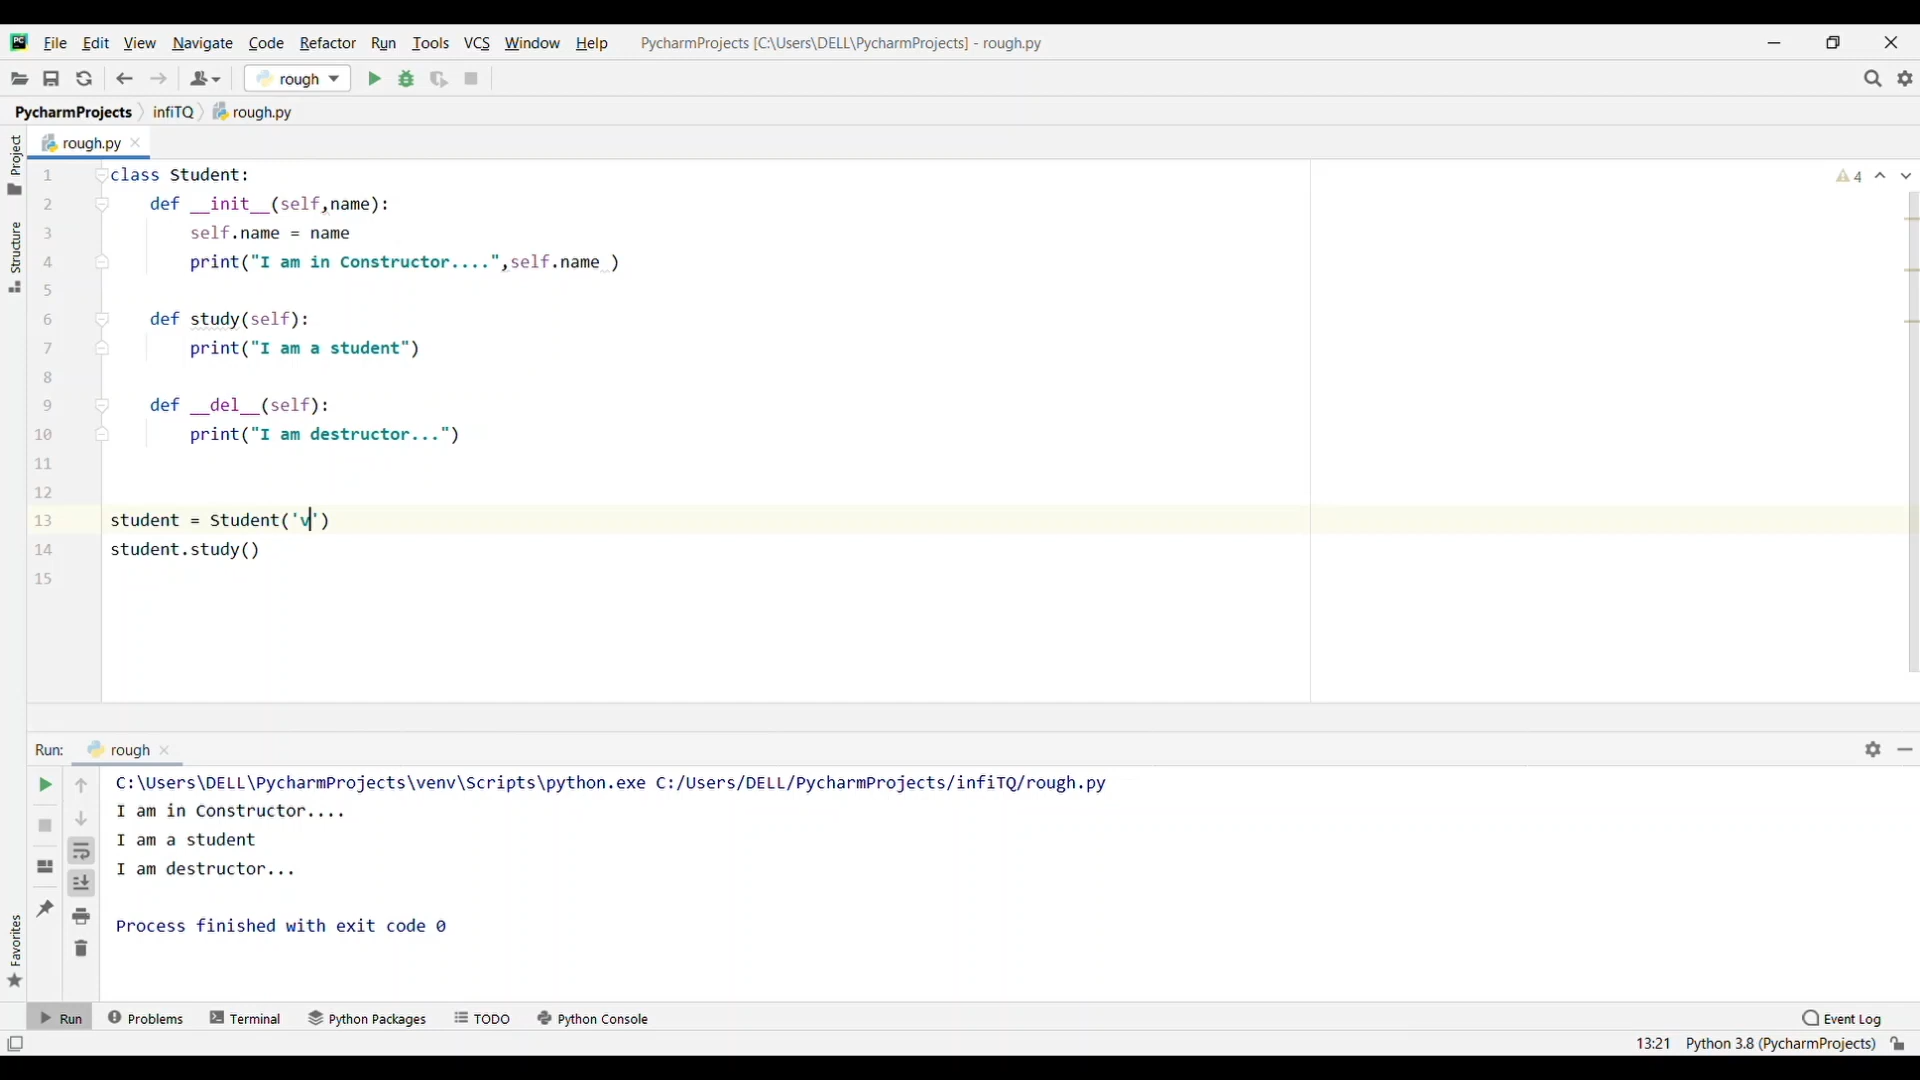 File Edit View Navigate Code Refactor Run Tools VCS Window Help PycharmProjects [C:\Users\DELL\PycharmProjects] - rough.py
rough
PycharmProjects infiTQ rough.py
rough.py
Project
Structure
Favorites
4
1 class Student:
2 def __init__(self,name):
3 self.name = name
4 print("I am in Constructor....",self.name )
5
6 def study(self):
7 print("I am a student")
8
9 def __del__(self):
10 print("I am destructor...")
11
12
13 student = Student('v')
14 student.study()
15
Run: rough
C:\Users\DELL\PycharmProjects\venv\Scripts\python.exe C:/Users/DELL/PycharmProjects/infiTQ/rough.py
I am in Constructor....
I am a student
I am destructor...
Process finished with exit code 0
Run Problems Terminal Python Packages TODO Python Console Event Log
13:21 Python 3.8 (PycharmProjects)